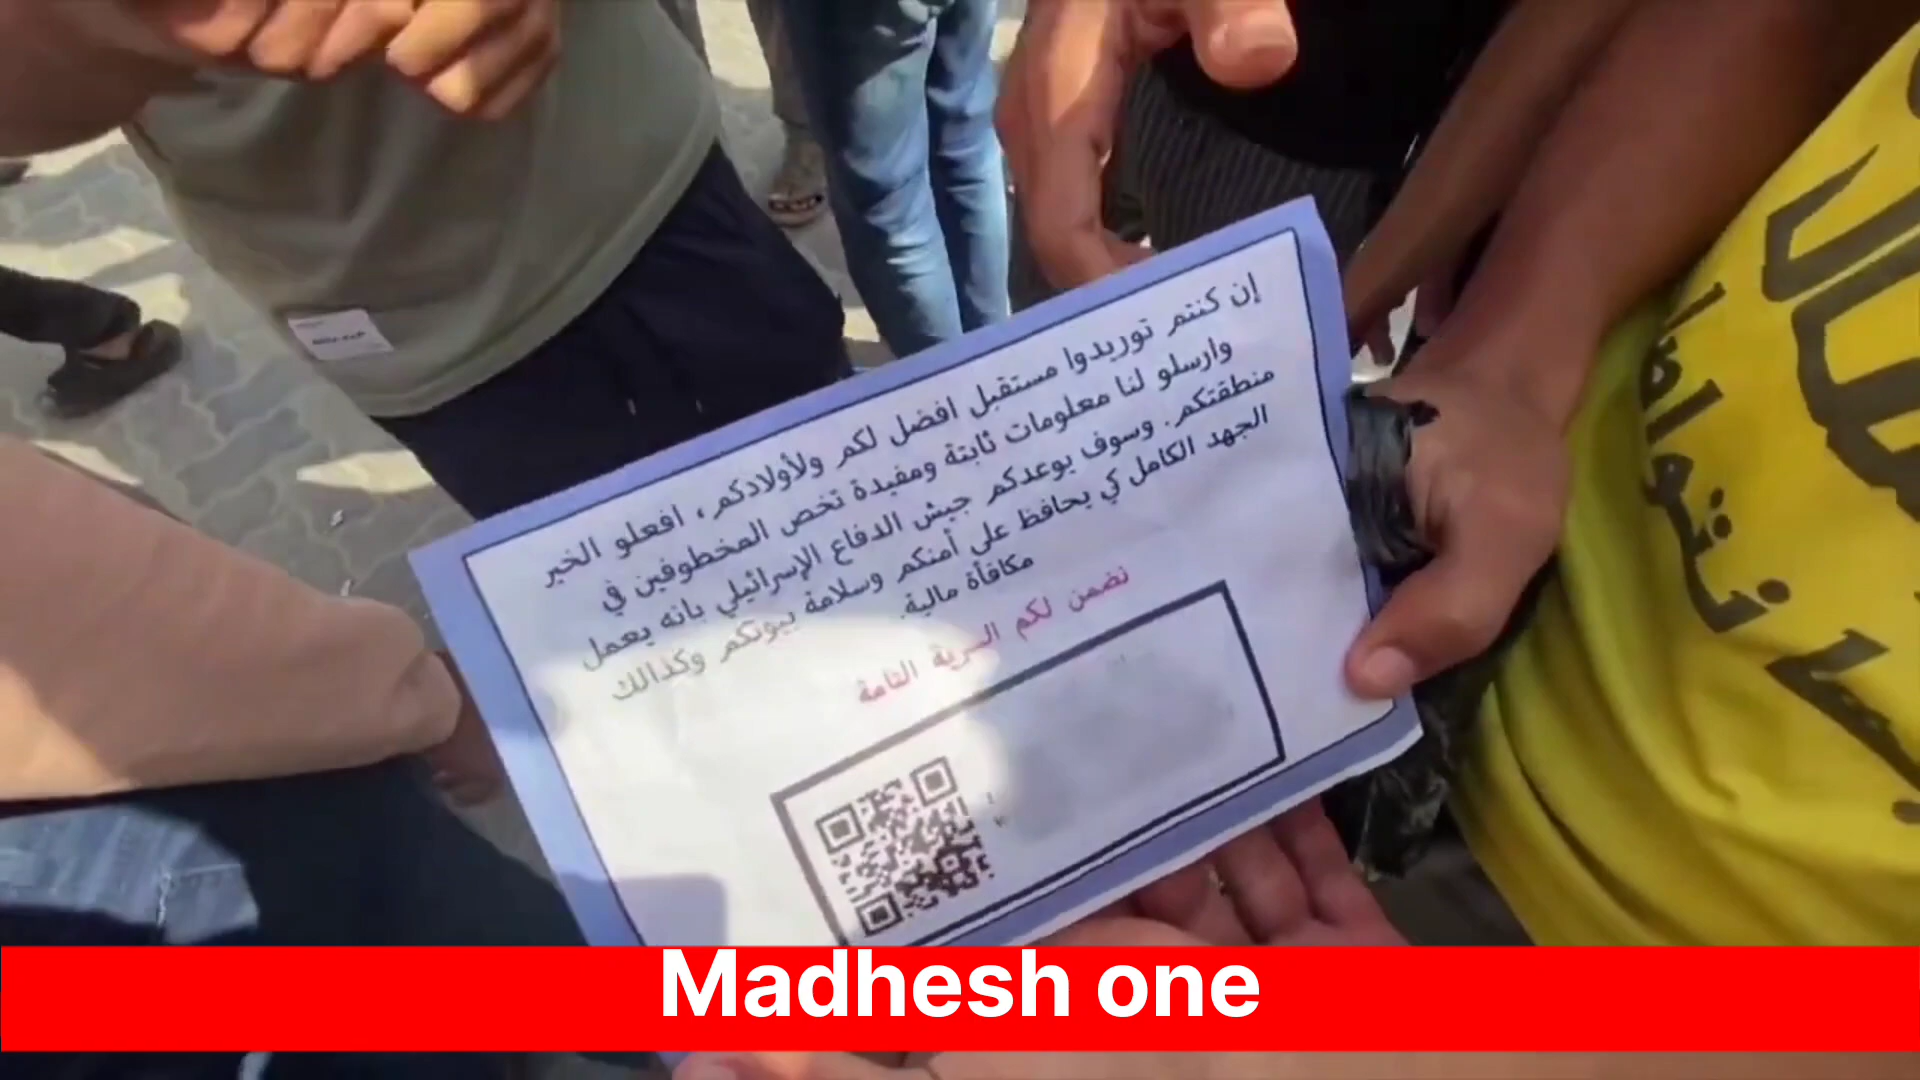 إن كنتم توريدوا مستقبل افضل لكم ولأولادكم، افعلو الخير
وارسلو لنا معلومات ثابتة ومفيدة تخص المخطوفين في
منطقتكم. وسوف يوعدكم جيش الدفاع الإسرائيلي بانه يعمل
الجهد الكامل كي يحافظ على أمنكم وسلامة بيوتكم وكذالك
مكافأة مالية.
نضمن لكم السرية التامة
Madhesh one